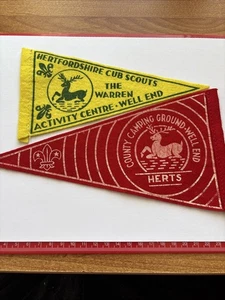 HERTFORDSHIRE CUB SCOUTS
THE
WARREN
ACTIVITY CENTRE · WELL END
COUNTY CAMPING GROUND · WELL END
HERTS